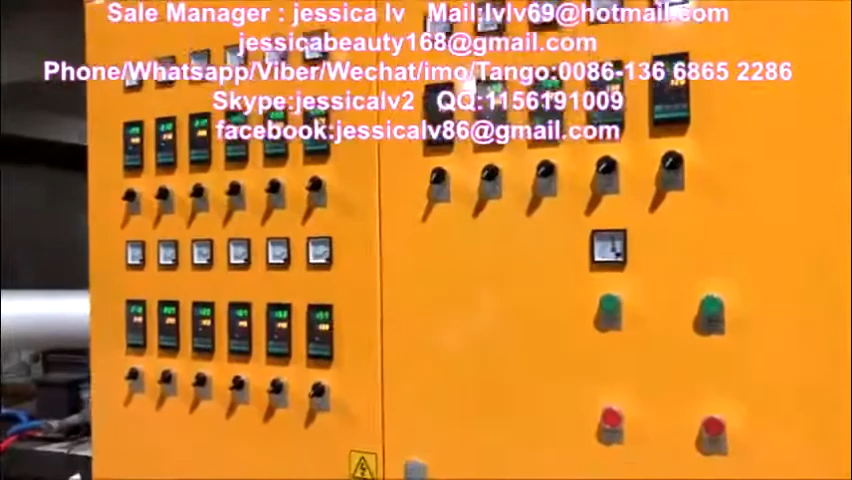 Sale Manager : jessica lv Mail:lvlv69@hotmail.com
jessicabeauty168@gmail.com
Phone/Whatsapp/Viber/Wechat/imo/Tango:0086-136 6865 2286
Skype:jessicalv2 QQ:1156191009
facebook:jessicalv86@gmail.com